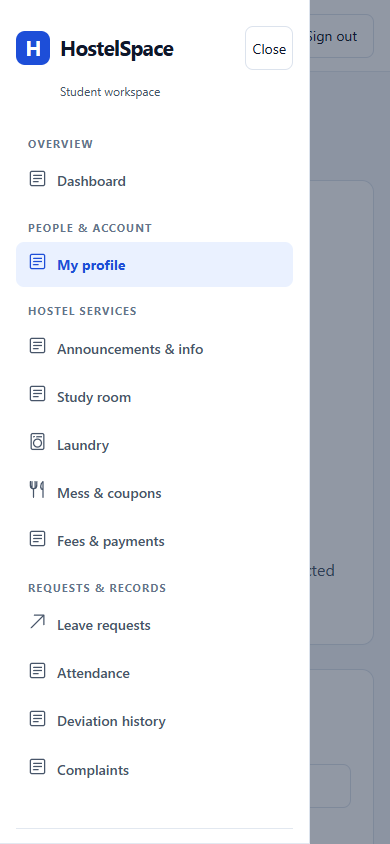 H HostelSpace
Close
Sign out
Student workspace
OVERVIEW
Dashboard
PEOPLE & ACCOUNT
My profile
HOSTEL SERVICES
Announcements & info
Study room
Laundry
Mess & coupons
Fees & payments
REQUESTS & RECORDS
Leave requests
Attendance
Deviation history
Complaints